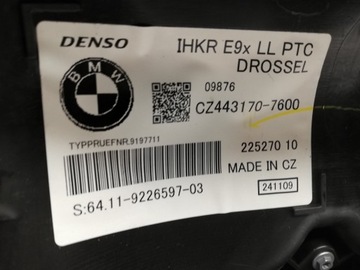 DENSO
IHKR E9x LL PTC
DROSSEL
BMW
09876
CZ443170-7600
TYPPRUEFNR.9197711
225270 10
MADE IN CZ
241109
S:64.11-9226597-03